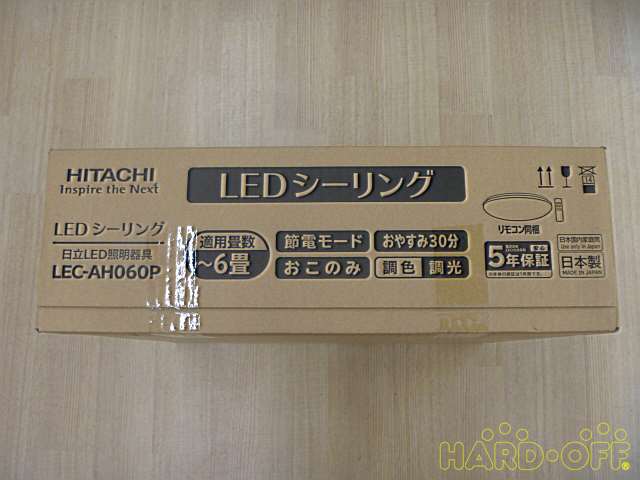 HITACHI
Inspire the Next
LEDシーリング
LEDシーリング
日立LED照明器具
LEC-AH060P
適用畳数
～6畳
節電モード
おやすみ30分
おこのみ
調色 調光
リモコン同梱
5年保証
日本国内家庭用
Use only in Japan
日本製
MADE IN JAPAN
HARD・OFF